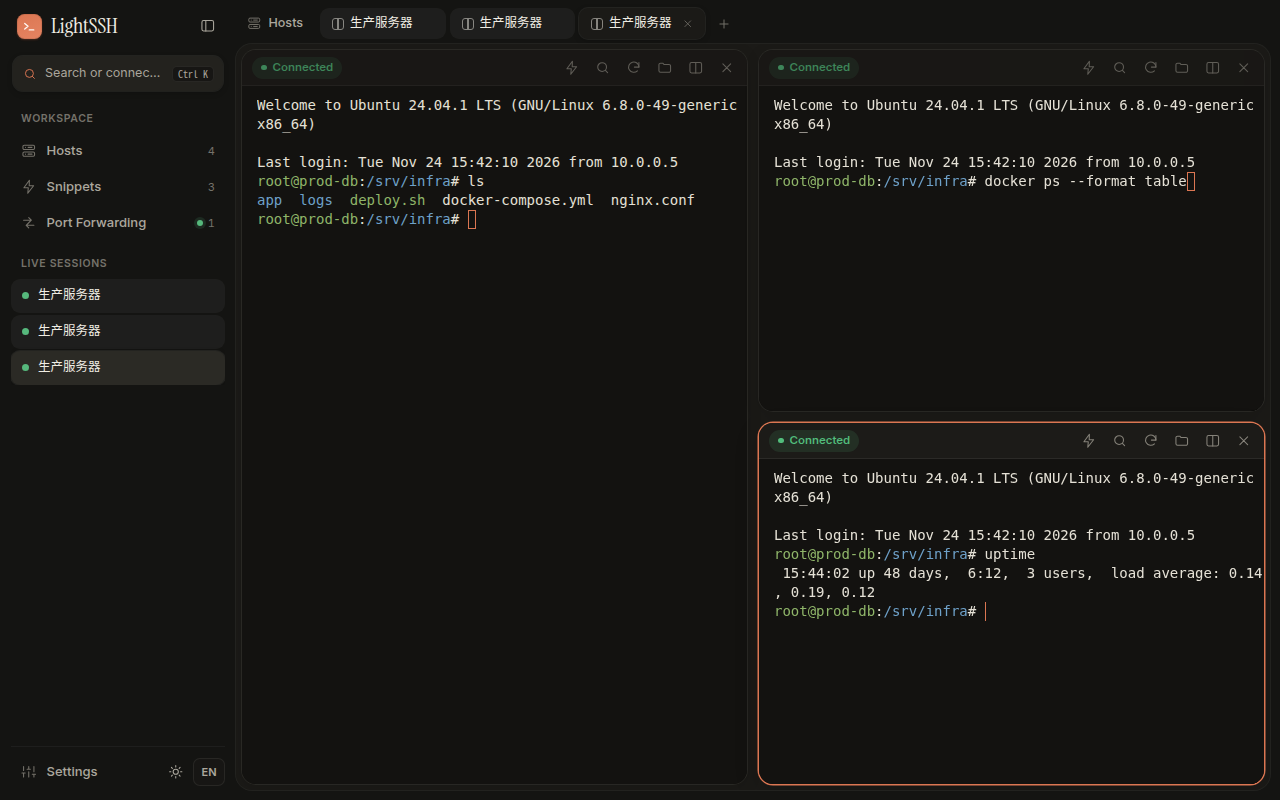 LightSSH
Search or connec... Ctrl K
WORKSPACE
Hosts 4
Snippets 3
Port Forwarding 1
LIVE SESSIONS
生产服务器
生产服务器
生产服务器
Settings EN
Hosts 生产服务器 生产服务器 生产服务器
Connected
Welcome to Ubuntu 24.04.1 LTS (GNU/Linux 6.8.0-49-generic
x86_64)
Last login: Tue Nov 24 15:42:10 2026 from 10.0.0.5
root@prod-db:/srv/infra# ls
app logs deploy.sh docker-compose.yml nginx.conf
root@prod-db:/srv/infra#
Connected
Welcome to Ubuntu 24.04.1 LTS (GNU/Linux 6.8.0-49-generic
x86_64)
Last login: Tue Nov 24 15:42:10 2026 from 10.0.0.5
root@prod-db:/srv/infra# docker ps --format table
Connected
Welcome to Ubuntu 24.04.1 LTS (GNU/Linux 6.8.0-49-generic
x86_64)
Last login: Tue Nov 24 15:42:10 2026 from 10.0.0.5
root@prod-db:/srv/infra# uptime
15:44:02 up 48 days, 6:12, 3 users, load average: 0.14
, 0.19, 0.12
root@prod-db:/srv/infra#